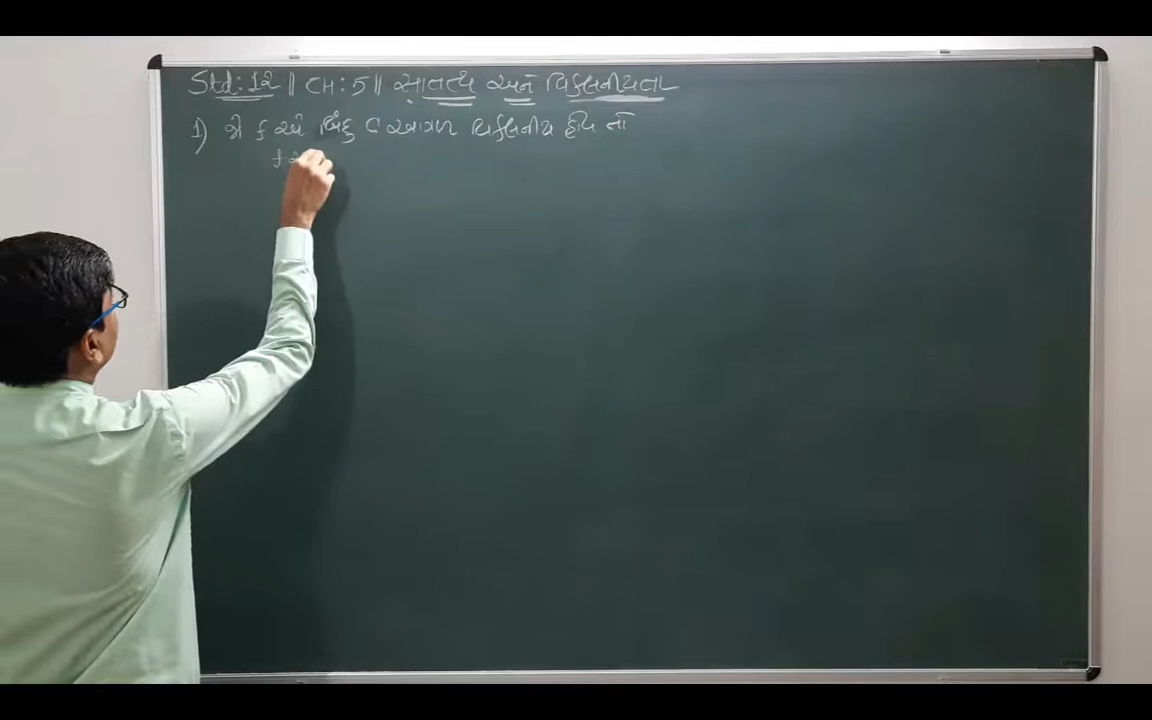 Std: 12 || CH: 5 || સાતત્ય અને વિકલનીયતા
1) જો f એ બિંદુ C આગળ વિકલનીય હોય તો
f